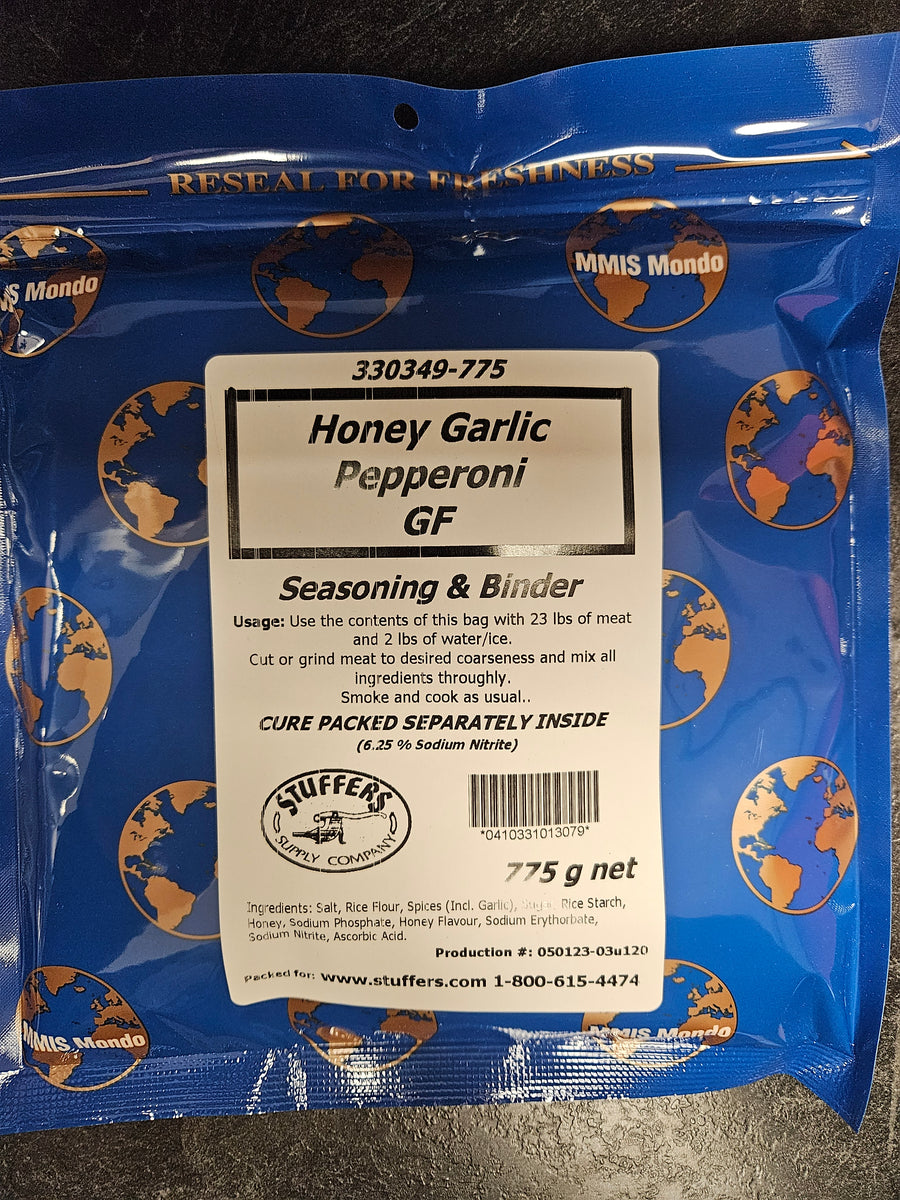 RESEAL FOR FRESHNESS
MMIS Mondo
IS Mondo
330349-775
Honey Garlic
Pepperoni
GF
Seasoning & Binder
Usage: Use the contents of this bag with 23 lbs of meat
and 2 lbs of water/ice.
Cut or grind meat to desired coarseness and mix all
ingredients throughly.
Smoke and cook as usual..
CURE PACKED SEPARATELY INSIDE
(6.25 % Sodium Nitrite)
STUFFERS
SUPPLY COMPANY
*0410331013079*
775 g net
Ingredients: Salt, Rice Flour, Spices (Incl. Garlic), Sugar, Rice Starch,
Honey, Sodium Phosphate, Honey Flavour, Sodium Erythorbate,
Sodium Nitrite, Ascorbic Acid.
Production #: 050123-03u120
Packed for: www.stuffers.com 1-800-615-4474
MMIS Mondo
MMIS Mondo